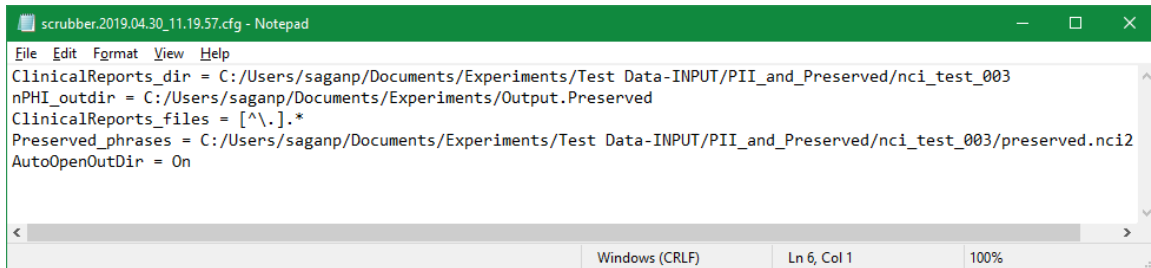 scrubber.2019.04.30_11.19.57.cfg - Notepad
File Edit Format View Help
ClinicalReports_dir = C:/Users/saganp/Documents/Experiments/Test Data-INPUT/PII_and_Preserved/nci_test_003
nPHI_outdir = C:/Users/saganp/Documents/Experiments/Output.Preserved
ClinicalReports_files = [^\.].*
Preserved_phrases = C:/Users/saganp/Documents/Experiments/Test Data-INPUT/PII_and_Preserved/nci_test_003/preserved.nci2
AutoOpenOutDir = On
Windows (CRLF) Ln 6, Col 1 100%